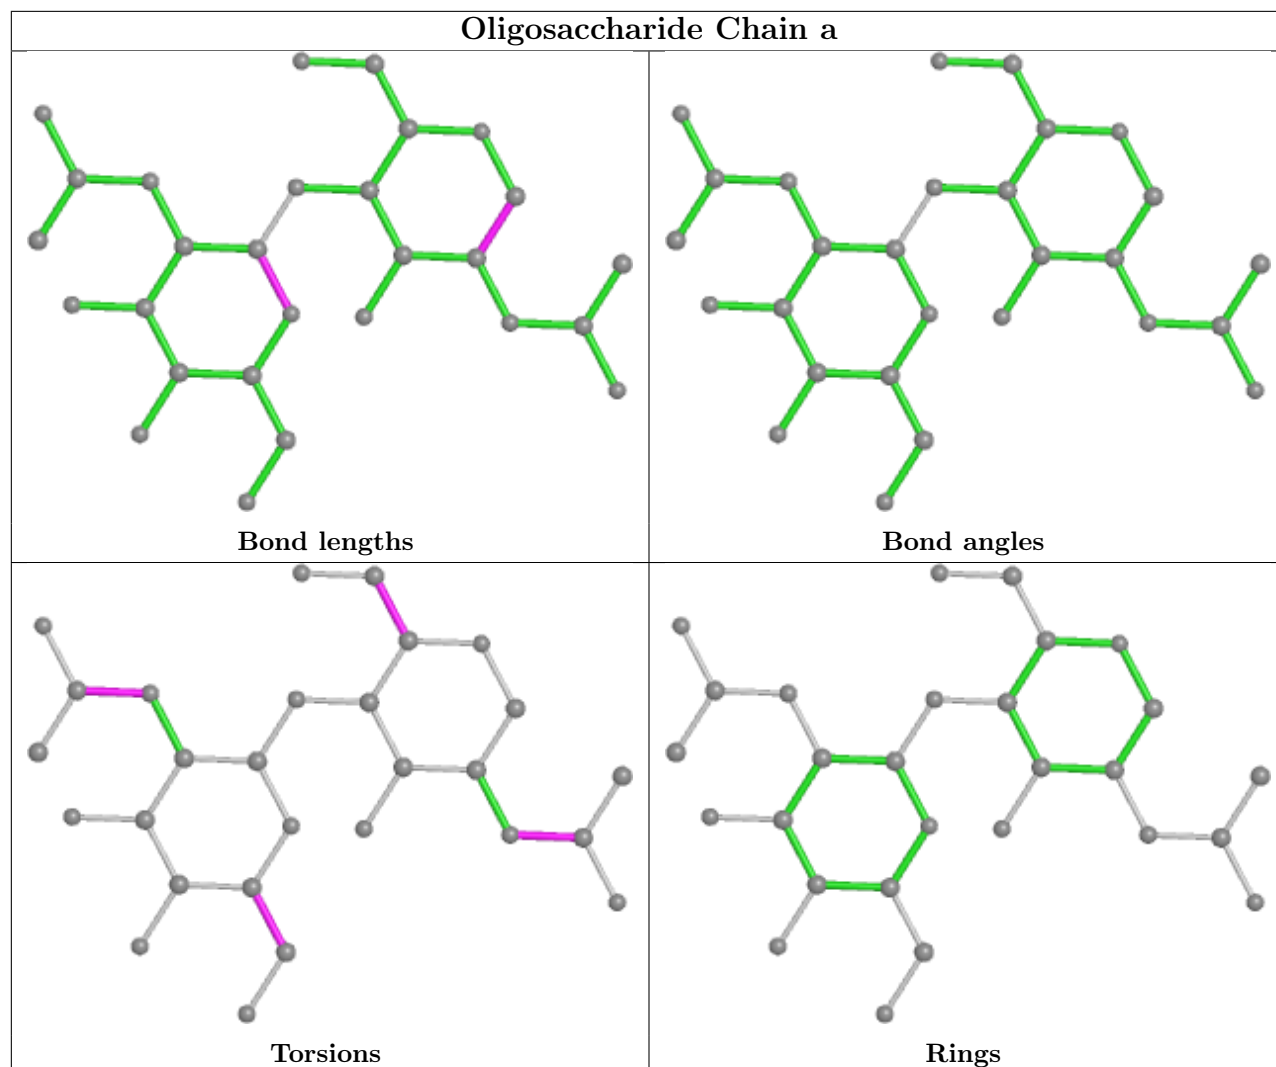 Oligosaccharide Chain a
Bond lengths
Bond angles
Torsions
Rings